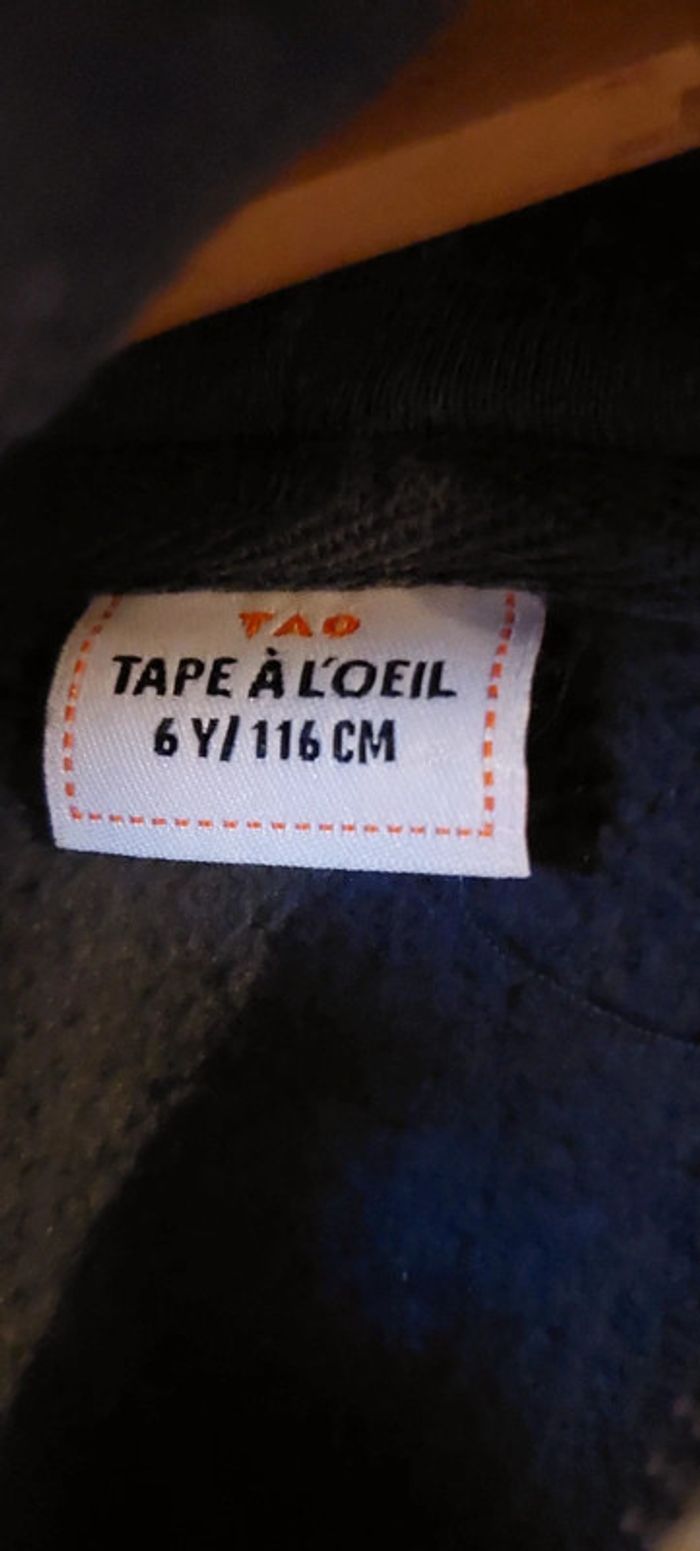 TAO
TAPE À L'OEIL
6 Y/ 116 CM